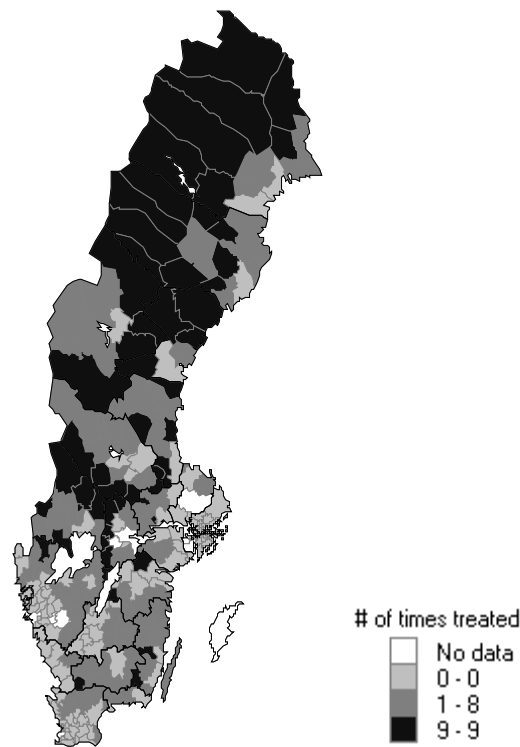 # of times treated
No data
0 - 0
1 - 8
9 - 9